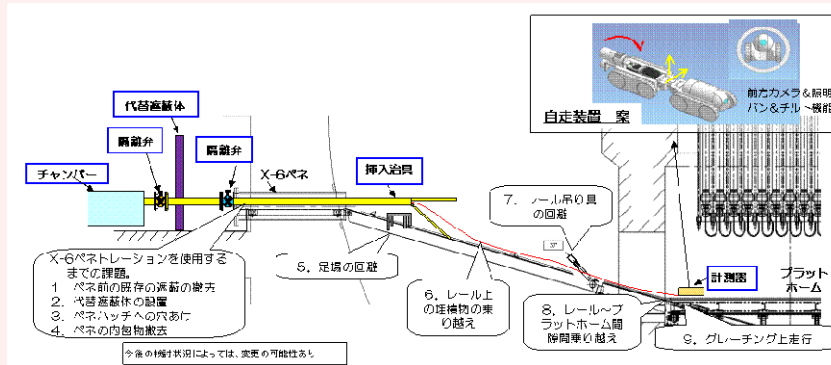 前方カメラ&照明
パン&チルト機能
自走装置 案
代替遮蔽体
隔離弁
隔離弁
チャンバー
X-6ペネ
挿入治具
7. レール吊り具
の回避
計測器
プラット
ホーム
X-6ペネトレーションを使用する
までの課題。
1 ペネ前の既存の遮蔽の撤去
2. 代替遮蔽体の設置
3. ペネハッチへの穴あけ
4. ペネの内包物撤去
5. 足場の回避
6. レール上
の堆積物の乗
り越え
8. レール~プ
ラットホーム間
隙間乗り越え
9. グレーチング上走行
今後の検討状況によっては、変更の可能性あり